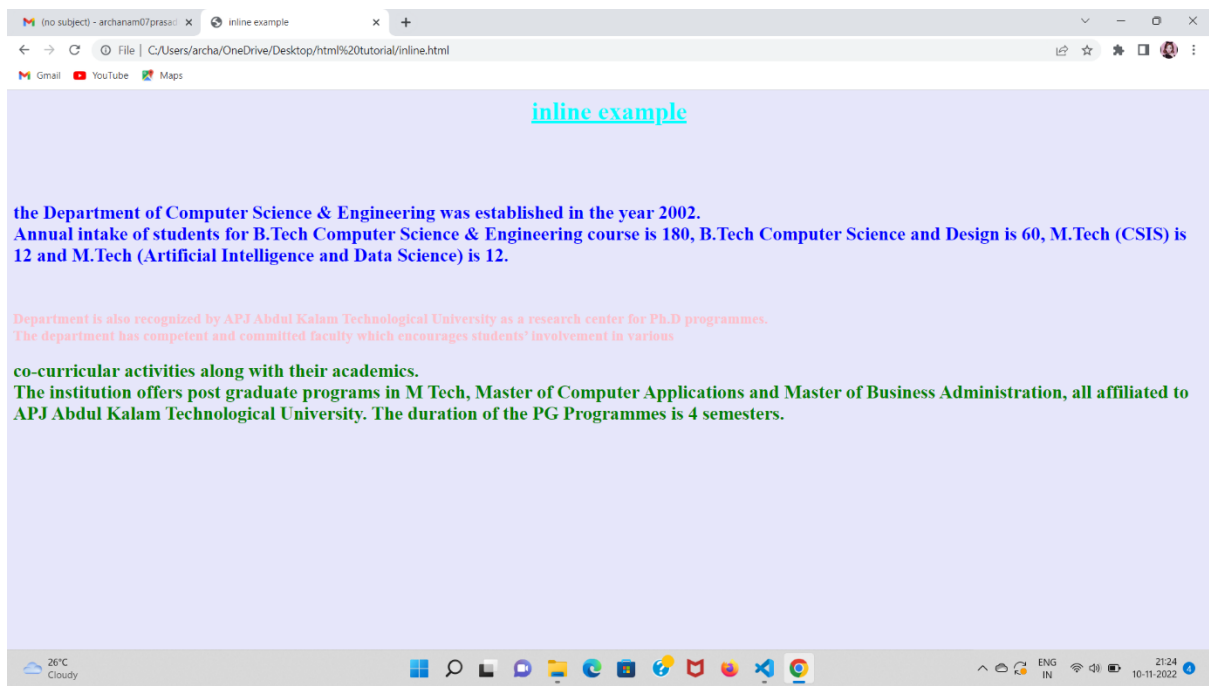 (no subject) - archanam07prasad
inline example
File | C:/Users/archa/OneDrive/Desktop/html%20tutorial/inline.html
Gmail YouTube Maps
inline example
the Department of Computer Science & Engineering was established in the year 2002.
Annual intake of students for B.Tech Computer Science & Engineering course is 180, B.Tech Computer Science and Design is 60, M.Tech (CSIS) is
12 and M.Tech (Artificial Intelligence and Data Science) is 12.
Department is also recognized by APJ Abdul Kalam Technological University as a research center for Ph.D programmes.
The department has competent and committed faculty which encourages students' involvement in various
co-curricular activities along with their academics.
The institution offers post graduate programs in M Tech, Master of Computer Applications and Master of Business Administration, all affiliated to
APJ Abdul Kalam Technological University. The duration of the PG Programmes is 4 semesters.
26°C
Cloudy
ENG
IN
21:24
10-11-2022
4